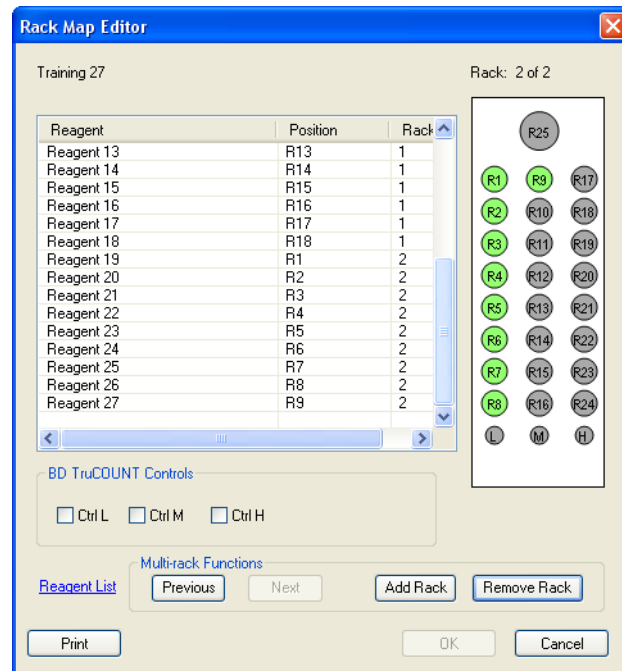 Rack Map Editor
Training 27
Rack: 2 of 2
Reagent Position Rack
Reagent 13 R13 1
Reagent 14 R14 1
Reagent 15 R15 1
Reagent 16 R16 1
Reagent 17 R17 1
Reagent 18 R18 1
Reagent 19 R1 2
Reagent 20 R2 2
Reagent 21 R3 2
Reagent 22 R4 2
Reagent 23 R5 2
Reagent 24 R6 2
Reagent 25 R7 2
Reagent 26 R8 2
Reagent 27 R9 2
R25
R1 R9 R17
R2 R10 R18
R3 R11 R19
R4 R12 R20
R5 R13 R21
R6 R14 R22
R7 R15 R23
R8 R16 R24
L M H
BD TruCOUNT Controls
Ctrl L Ctrl M Ctrl H
Multi-rack Functions
Reagent List Previous Next Add Rack Remove Rack
Print OK Cancel